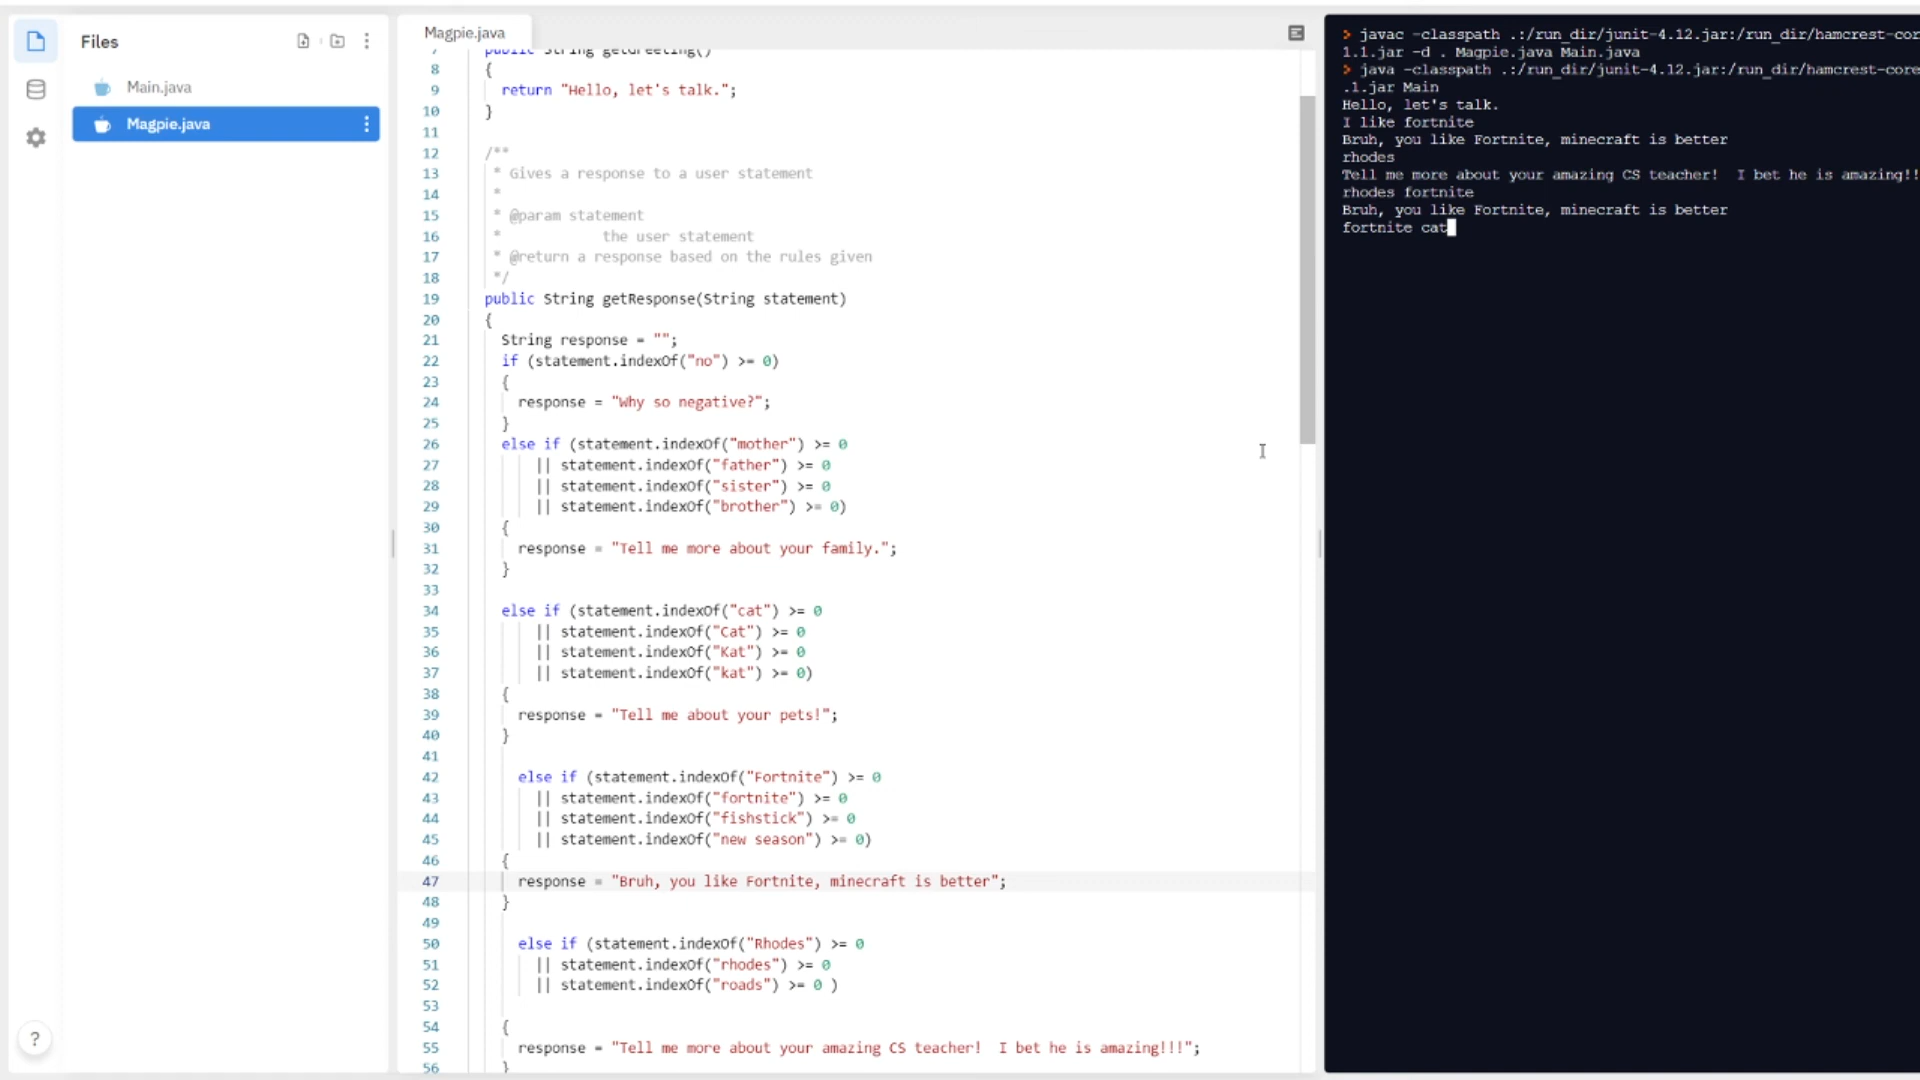 Files
Main.java
Magpie.java
?
Magpie.java
7 public String getGreeting()
8 {
9 return "Hello, let's talk.";
10 }
11
12 /**
13 * Gives a response to a user statement
14 *
15 * @param statement
16 * the user statement
17 * @return a response based on the rules given
18 */
19 public String getResponse(String statement)
20 {
21 String response = "";
22 if (statement.indexOf("no") >= 0)
23 {
24 response = "Why so negative?";
25 }
26 else if (statement.indexOf("mother") >= 0
27 || statement.indexOf("father") >= 0
28 || statement.indexOf("sister") >= 0
29 || statement.indexOf("brother") >= 0)
30 {
31 response = "Tell me more about your family.";
32 }
33
34 else if (statement.indexOf("cat") >= 0
35 || statement.indexOf("Cat") >= 0
36 || statement.indexOf("Kat") >= 0
37 || statement.indexOf("kat") >= 0)
38 {
39 response = "Tell me about your pets!";
40 }
41
42 else if (statement.indexOf("Fortnite") >= 0
43 || statement.indexOf("fortnite") >= 0
44 || statement.indexOf("fishstick") >= 0
45 || statement.indexOf("new season") >= 0)
46 {
47 response = "Bruh, you like Fortnite, minecraft is better";
48 }
49
50 else if (statement.indexOf("Rhodes") >= 0
51 || statement.indexOf("rhodes") >= 0
52 || statement.indexOf("roads") >= 0 )
53
54 {
55 response = "Tell me more about your amazing CS teacher!  I bet he is amazing!!!";
56 }
> javac -classpath .:/run_dir/junit-4.12.jar:/run_dir/hamcrest-cor
1.1.jar -d . Magpie.java Main.java
> java -classpath .:/run_dir/junit-4.12.jar:/run_dir/hamcrest-core
.1.jar Main
Hello, let's talk.
I like fortnite
Bruh, you like Fortnite, minecraft is better
rhodes
Tell me more about your amazing CS teacher!  I bet he is amazing!!
rhodes fortnite
Bruh, you like Fortnite, minecraft is better
fortnite cat